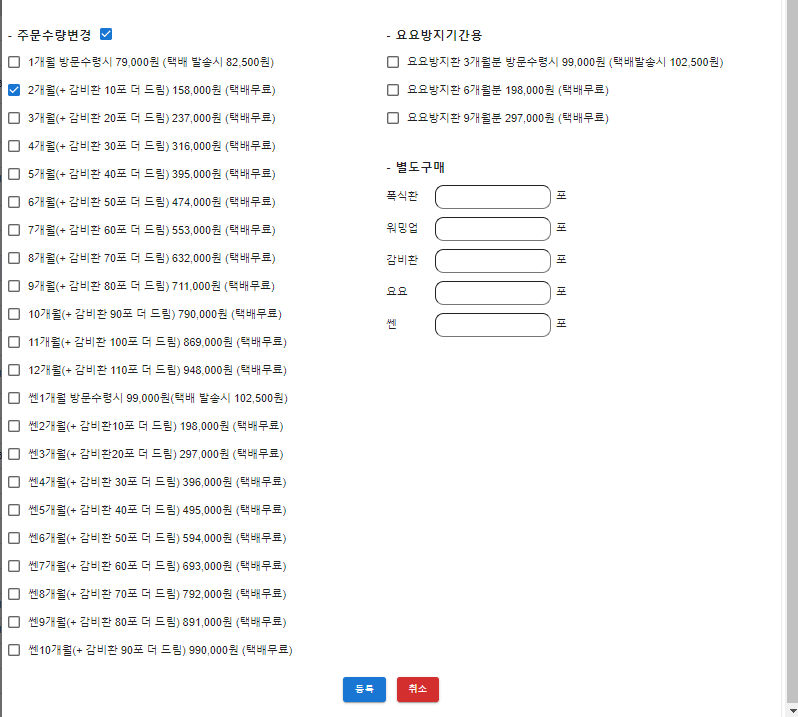 - 주문수량변경
1개월 방문수령시 79,000원 (택배 발송시 82,500원)
2개월(+ 감비환 10포 더 드림) 158,000원 (택배무료)
3개월(+ 감비환 20포 더 드림) 237,000원 (택배무료)
4개월(+ 감비환 30포 더 드림) 316,000원 (택배무료)
5개월(+ 감비환 40포 더 드림) 395,000원 (택배무료)
6개월(+ 감비환 50포 더 드림) 474,000원 (택배무료)
7개월(+ 감비환 60포 더 드림) 553,000원 (택배무료)
8개월(+ 감비환 70포 더 드림) 632,000원 (택배무료)
9개월(+ 감비환 80포 더 드림) 711,000원 (택배무료)
10개월(+ 감비환 90포 더 드림) 790,000원 (택배무료)
11개월(+ 감비환 100포 더 드림) 869,000원 (택배무료)
12개월(+ 감비환 110포 더 드림) 948,000원 (택배무료)
쎈1개월 방문수령시 99,000원(택배 발송시 102,500원)
쎈2개월(+ 감비환10포 더 드림) 198,000원 (택배무료)
쎈3개월(+ 감비환20포 더 드림) 297,000원 (택배무료)
쎈4개월(+ 감비환 30포 더 드림) 396,000원 (택배무료)
쎈5개월(+ 감비환 40포 더 드림) 495,000원 (택배무료)
쎈6개월(+ 감비환 50포 더 드림) 594,000원 (택배무료)
쎈7개월(+ 감비환 60포 더 드림) 693,000원 (택배무료)
쎈8개월(+ 감비환 70포 더 드림) 792,000원 (택배무료)
쎈9개월(+ 감비환 80포 더 드림) 891,000원 (택배무료)
쎈10개월(+ 감비환 90포 더 드림) 990,000원 (택배무료)
- 요요방지기간용
요요방지환 3개월분 방문수령시 99,000원 (택배발송시 102,500원)
요요방지환 6개월분 198,000원 (택배무료)
요요방지환 9개월분 297,000원 (택배무료)
- 별도구매
폭식환 포
워밍업 포
감비환 포
요요 포
쎈 포
등록 취소